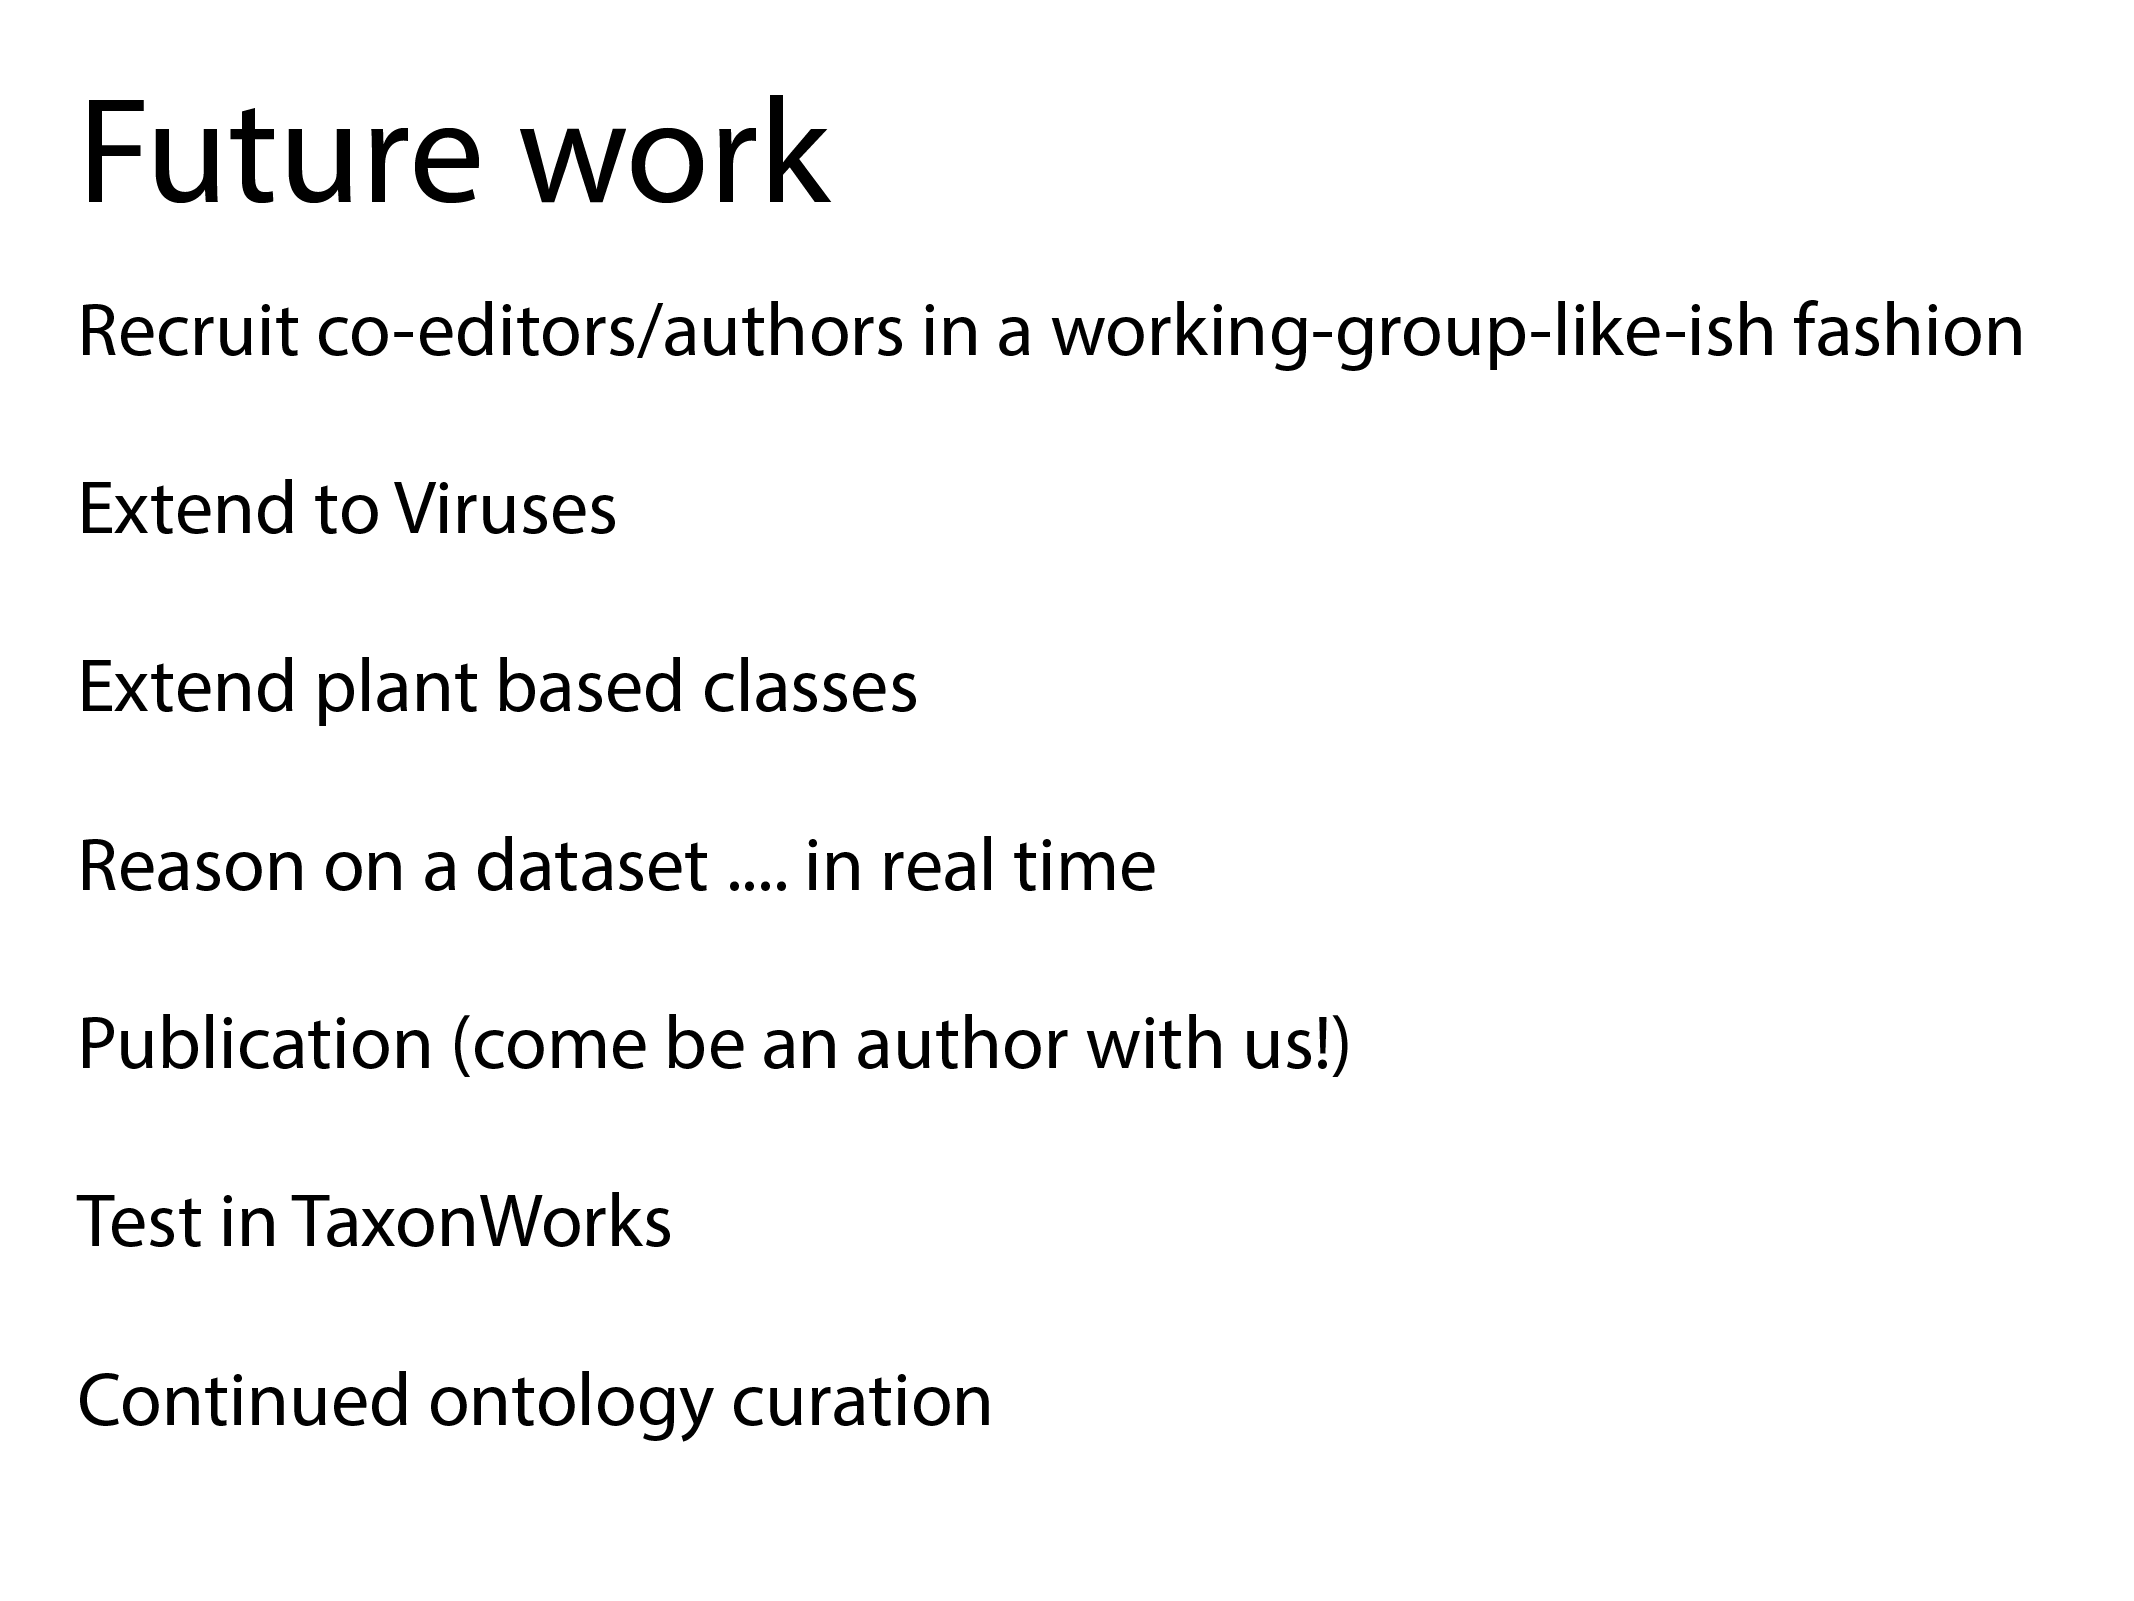 Future work
Recruit co-editors/authors in a working-group-like-ish fashion
Extend to Viruses
Extend plant based classes
Reason on a dataset .... in real time
Publication (come be an author with us!)
Test in TaxonWorks
Continued ontology curation